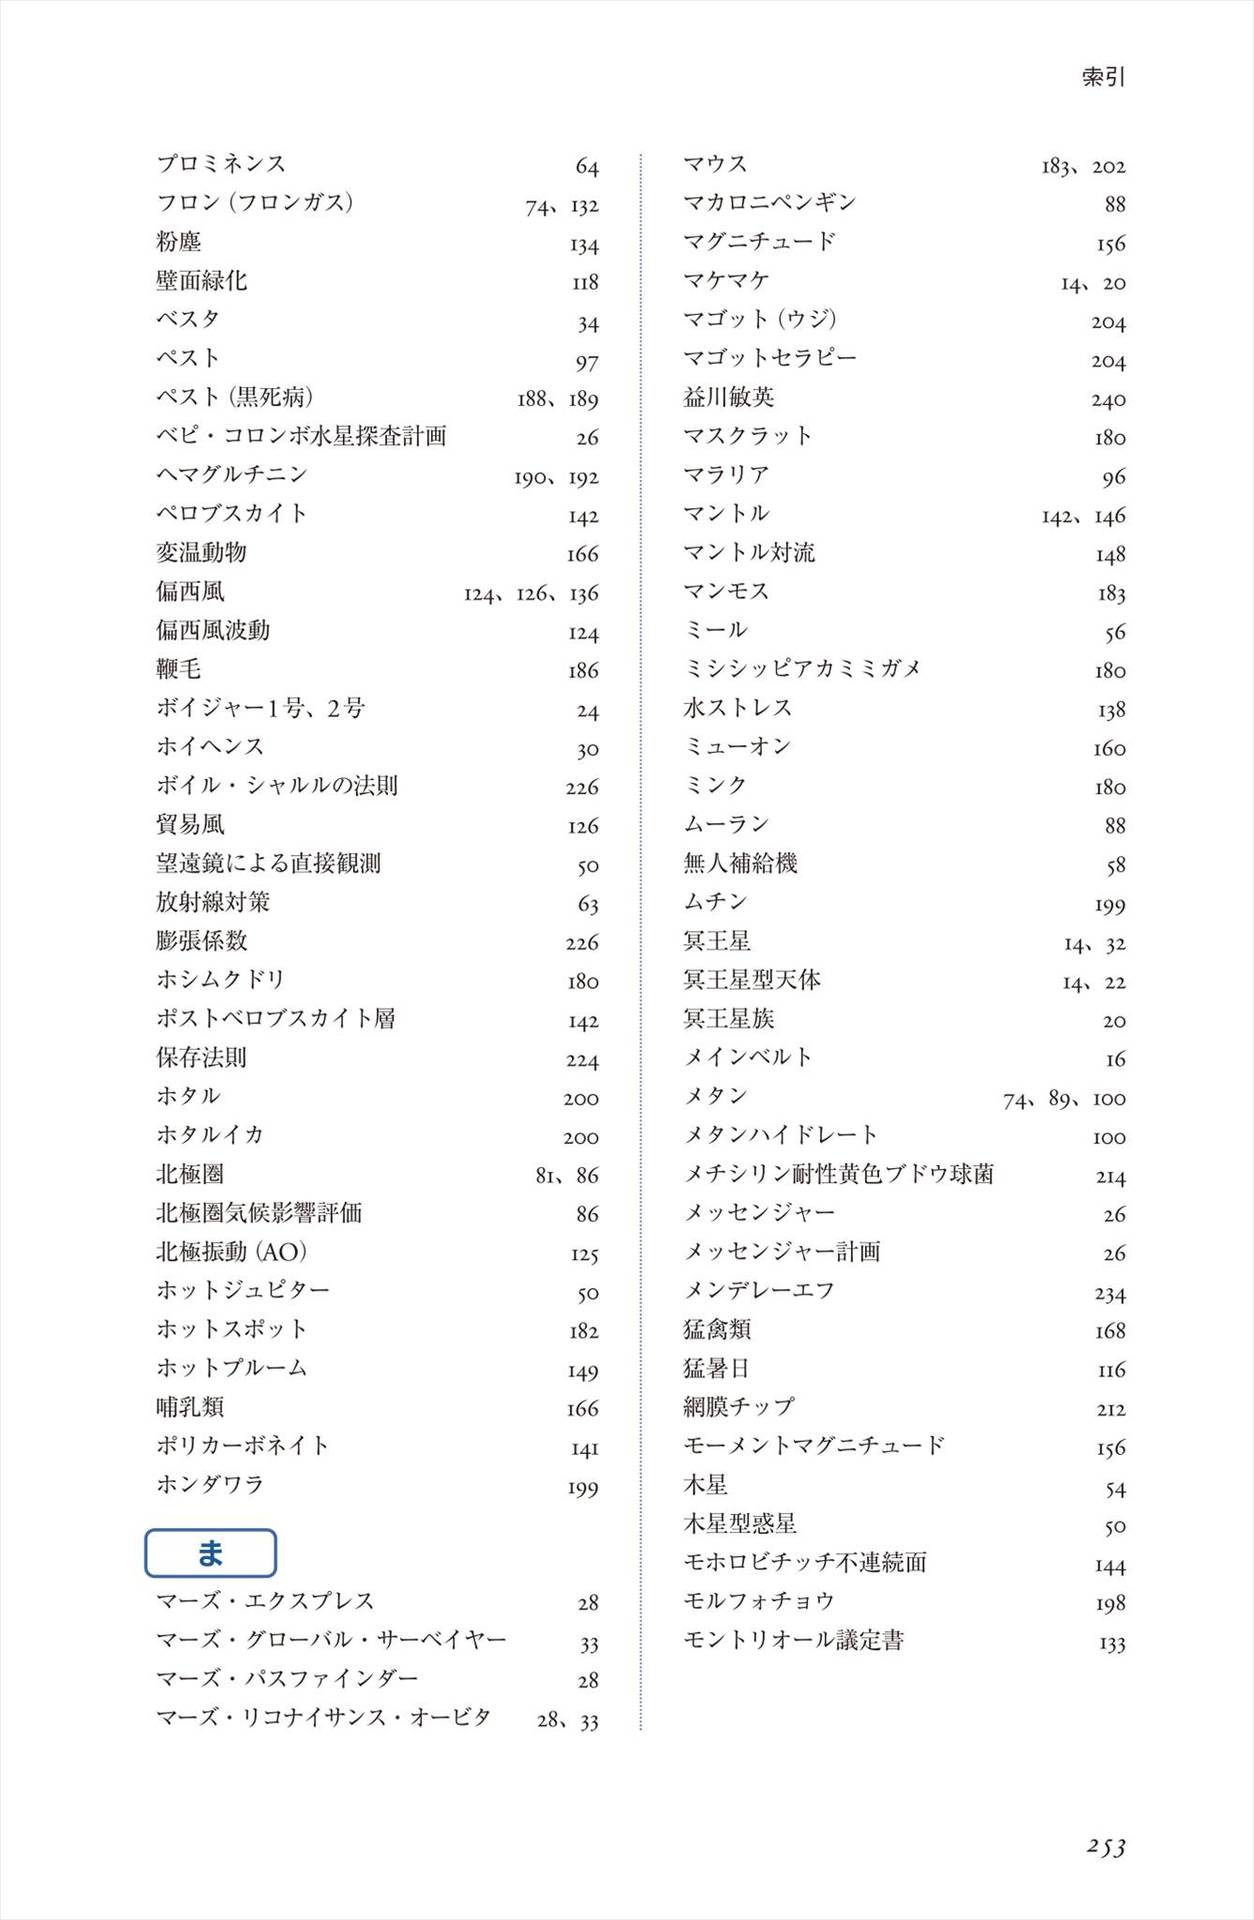 索引
プロミネンス 64
フロン（フロンガス） 74、132
粉塵 134
壁面緑化 118
ベスタ 34
ペスト 97
ペスト（黒死病） 188、189
ベピ・コロンボ水星探査計画 26
ヘマグルチニン 190、192
ペロブスカイト 142
変温動物 166
偏西風 124、126、136
偏西風波動 124
鞭毛 186
ボイジャー1号、2号 24
ホイヘンス 30
ボイル・シャルルの法則 226
貿易風 126
望遠鏡による直接観測 50
放射線対策 63
膨張係数 226
ホシムクドリ 180
ポストペロブスカイト層 142
保存法則 224
ホタル 200
ホタルイカ 200
北極圏 81、86
北極圏気候影響評価 86
北極振動（AO） 125
ホットジュピター 50
ホットスポット 182
ホットプルーム 149
哺乳類 166
ポリカーボネイト 141
ホンダワラ 199
ま
マーズ・エクスプレス 28
マーズ・グローバル・サーベイヤー 33
マーズ・パスファインダー 28
マーズ・リコナイサンス・オービタ 28、33
マウス 183、202
マカロニペンギン 88
マグニチュード 156
マケマケ 14、20
マゴット（ウジ） 204
マゴットセラピー 204
益川敏英 240
マスクラット 180
マラリア 96
マントル 142、146
マントル対流 148
マンモス 183
ミール 56
ミシシッピアカミミガメ 180
水ストレス 138
ミューオン 160
ミンク 180
ムーラン 88
無人補給機 58
ムチン 199
冥王星 14、32
冥王星型天体 14、22
冥王星族 20
メインベルト 16
メタン 74、89、100
メタンハイドレート 100
メチシリン耐性黄色ブドウ球菌 214
メッセンジャー 26
メッセンジャー計画 26
メンデレーエフ 234
猛禽類 168
猛暑日 116
網膜チップ 212
モーメントマグニチュード 156
木星 54
木星型惑星 50
モホロビチッチ不連続面 144
モルフォチョウ 198
モントリオール議定書 133
253